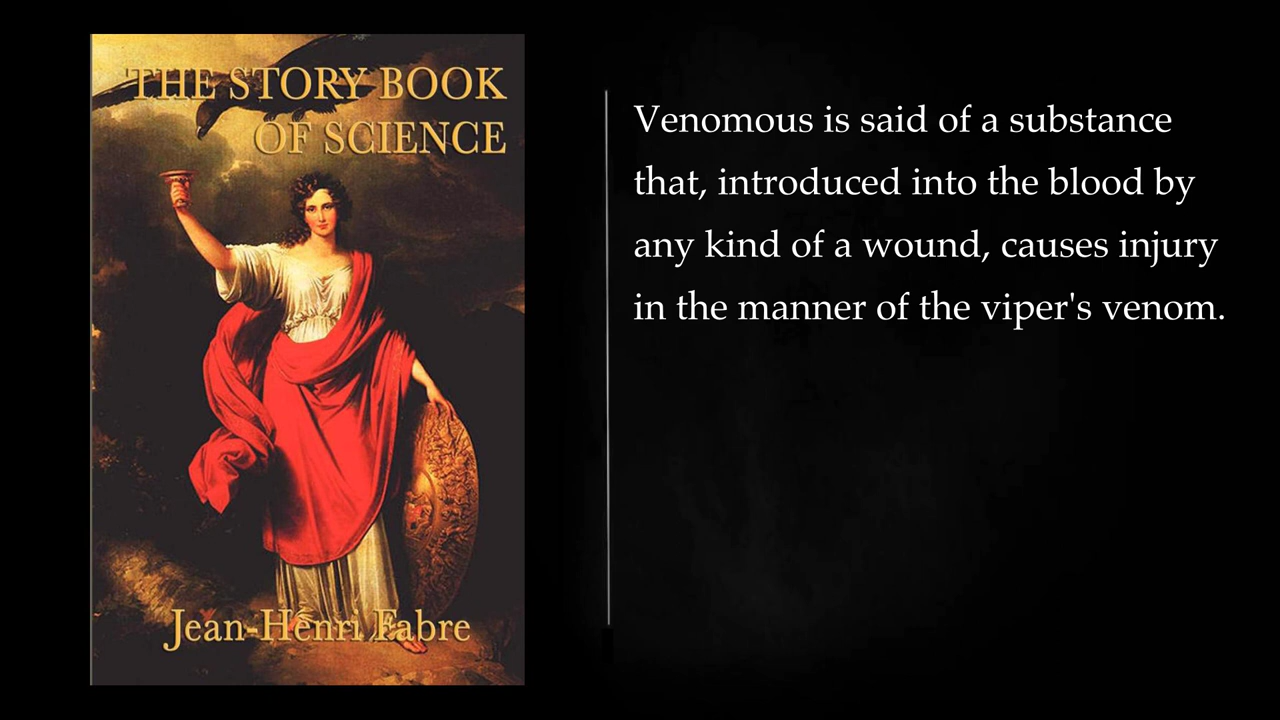 THE STORY BOOK
OF SCIENCE
Jean-Henri Fabre
Venomous is said of a substance
that, introduced into the blood by
any kind of a wound, causes injury
in the manner of the viper's venom.